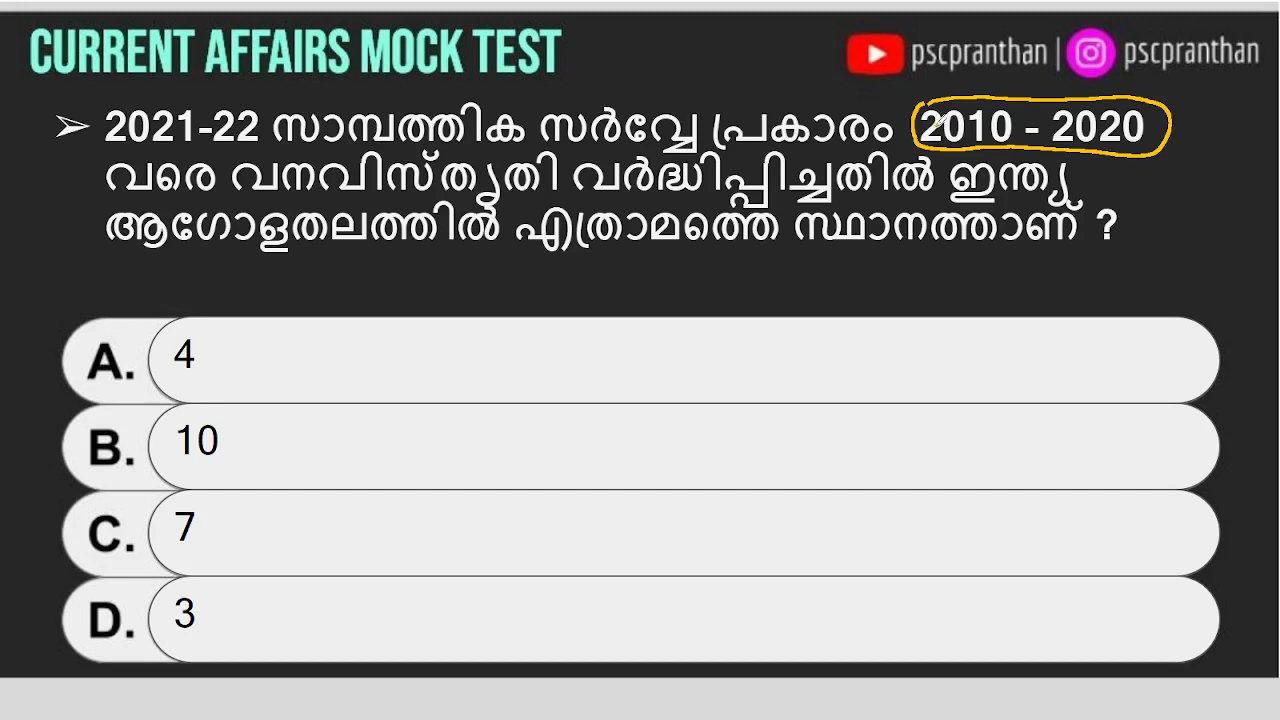 CURRENT AFFAIRS MOCK TEST
pscpranthan | pscpranthan
➢ 2021-22 സാമ്പത്തിക സർവ്വേ പ്രകാരം 2010 - 2020
വരെ വനവിസ്തൃതി വർദ്ധിപ്പിച്ചതിൽ ഇന്ത്യ
ആഗോളതലത്തിൽ എത്രാമത്തെ സ്ഥാനത്താണ് ?
A. 4
B. 10
C. 7
D. 3